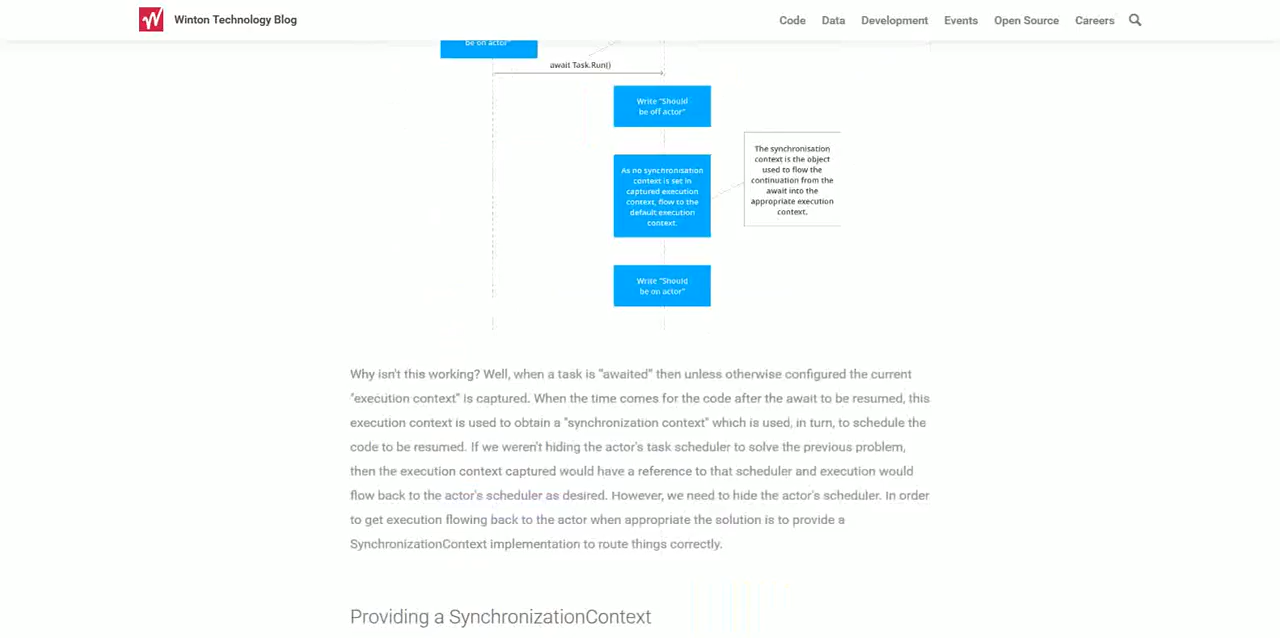 Winton Technology Blog
Code Data Development Events Open Source Careers
be on actor"
await Task.Run()
Write "Should
be off actor"
As no synchronisation
context is set in
captured execution
context, flow to the
default execution
context.
The synchronisation
context is the object
used to flow the
continuation from the
await into the
appropriate execution
context.
Write "Should
be on actor"
Why isn't this working? Well, when a task is "awaited" then unless otherwise configured the current
"execution context" is captured. When the time comes for the code after the await to be resumed, this
execution context is used to obtain a "synchronization context" which is used, in turn, to schedule the
code to be resumed. If we weren't hiding the actor's task scheduler to solve the previous problem,
then the execution context captured would have a reference to that scheduler and execution would
flow back to the actor's scheduler as desired. However, we need to hide the actor's scheduler. In order
to get execution flowing back to the actor when appropriate the solution is to provide a
SynchronizationContext implementation to route things correctly.
Providing a SynchronizationContext